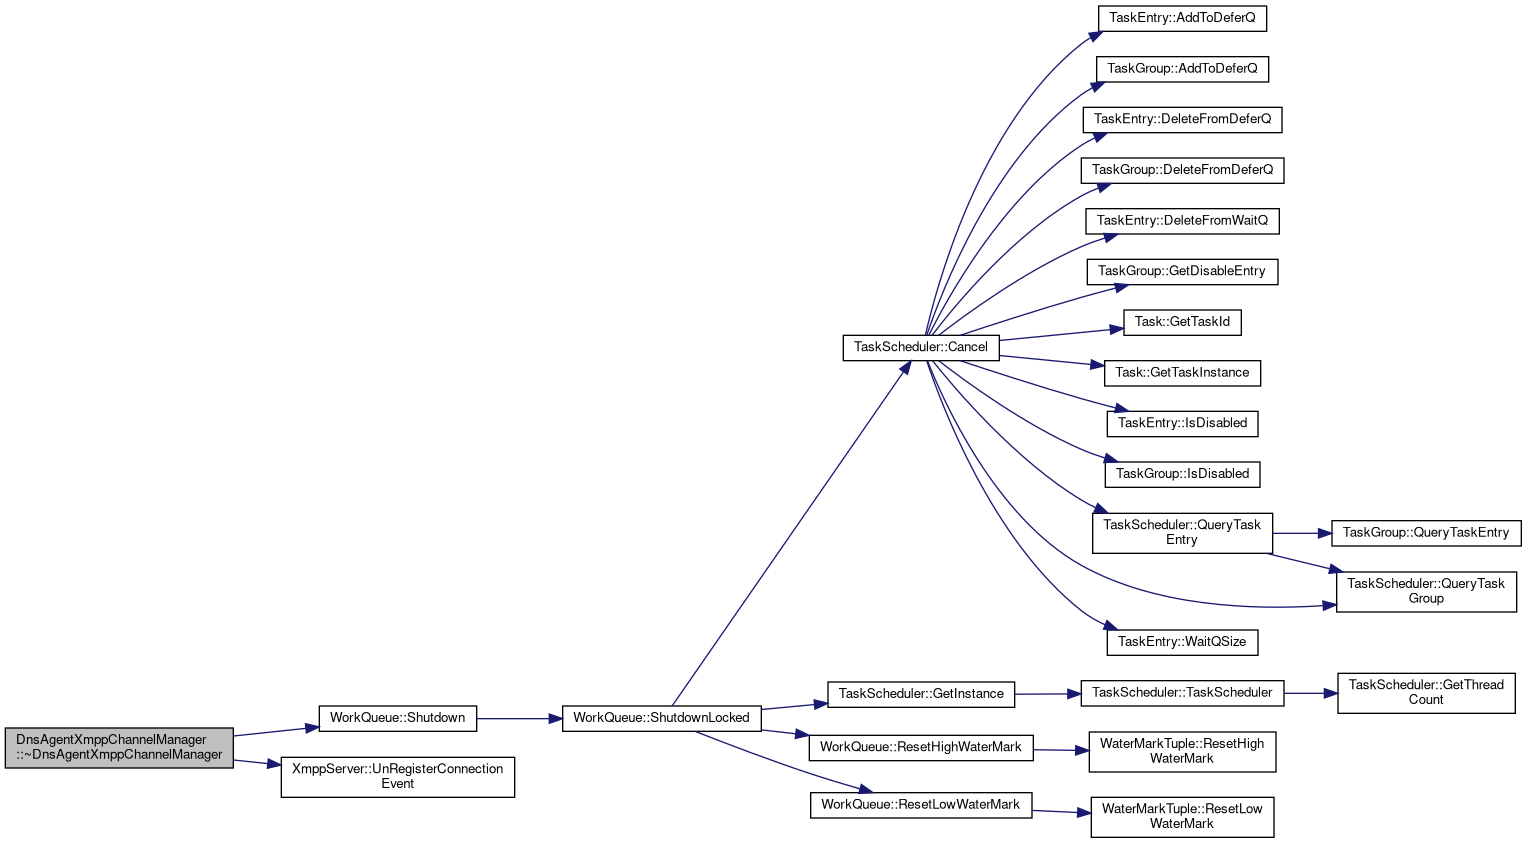 TaskEntry::AddToDeferQ
TaskGroup::AddToDeferQ
TaskEntry::DeleteFromDeferQ
TaskGroup::DeleteFromDeferQ
TaskEntry::DeleteFromWaitQ
TaskGroup::GetDisableEntry
Task::GetTaskId
TaskScheduler::Cancel
Task::GetTaskInstance
TaskEntry::IsDisabled
TaskGroup::IsDisabled
TaskScheduler::QueryTask
Entry
TaskGroup::QueryTaskEntry
TaskScheduler::QueryTask
Group
TaskEntry::WaitQSize
TaskScheduler::GetInstance
TaskScheduler::TaskScheduler
TaskScheduler::GetThread
Count
DnsAgentXmppChannelManager
::~DnsAgentXmppChannelManager
WorkQueue::Shutdown
WorkQueue::ShutdownLocked
WorkQueue::ResetHighWaterMark
WaterMarkTuple::ResetHigh
WaterMark
XmppServer::UnRegisterConnection
Event
WorkQueue::ResetLowWaterMark
WaterMarkTuple::ResetLow
WaterMark